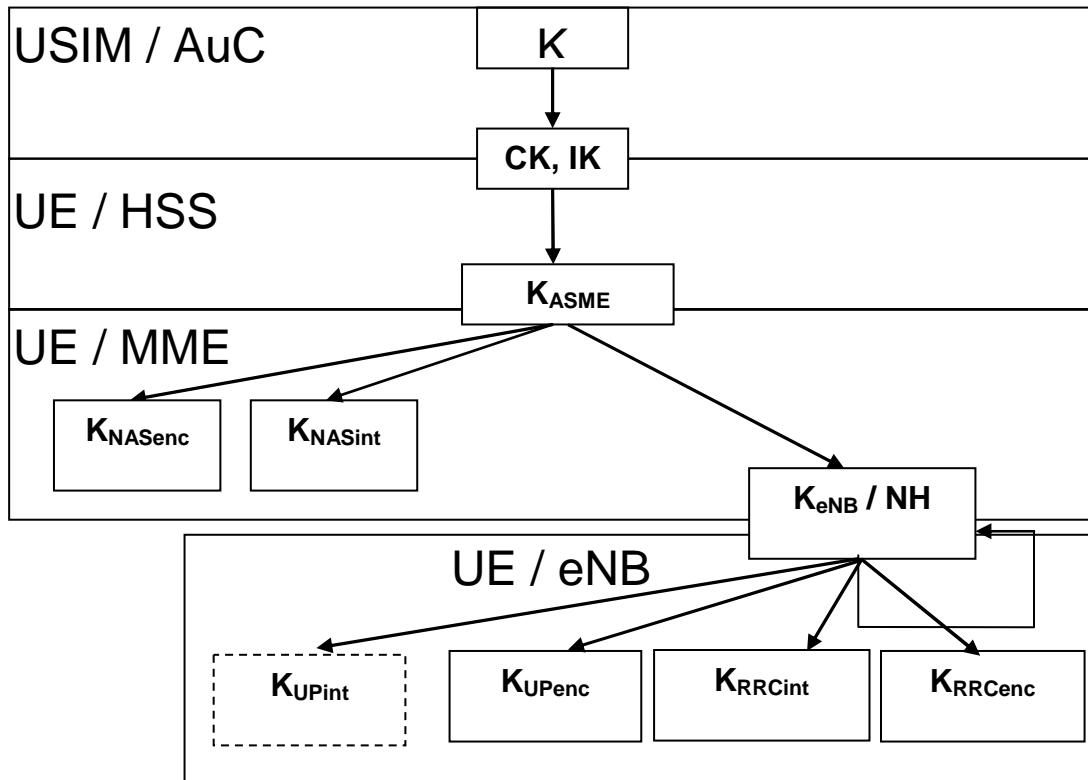 USIM / AuC
K
CK, IK
UE / HSS
KASME
UE / MME
KNASenc
KNASint
KeNB / NH
UE / eNB
KUPint
KUPenc
KRRCint
KRRCenc